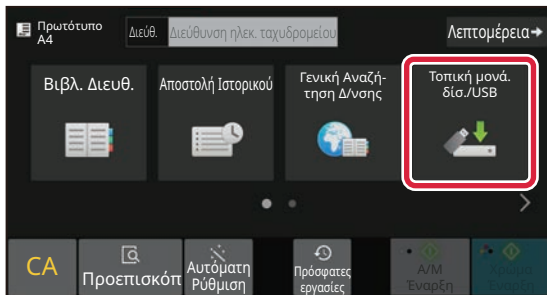 Πρωτότυπο
A4
Διεύθ.
Διεύθυνση ηλεκ. ταχυδρομείου
Λεπτομέρεια
Βιβλ. Διευθ.
Αποστολή Ιστορικού
Γενική Αναζή-
τηση Δ/νσης
Τοπική μονά.
δίσ./USB
CA
Προεπισκόπ
Αυτόματη
Ρύθμιση
Πρόσφατες
εργασίες
Α/Μ
Έναρξη
Χρώμα
Έναρξη